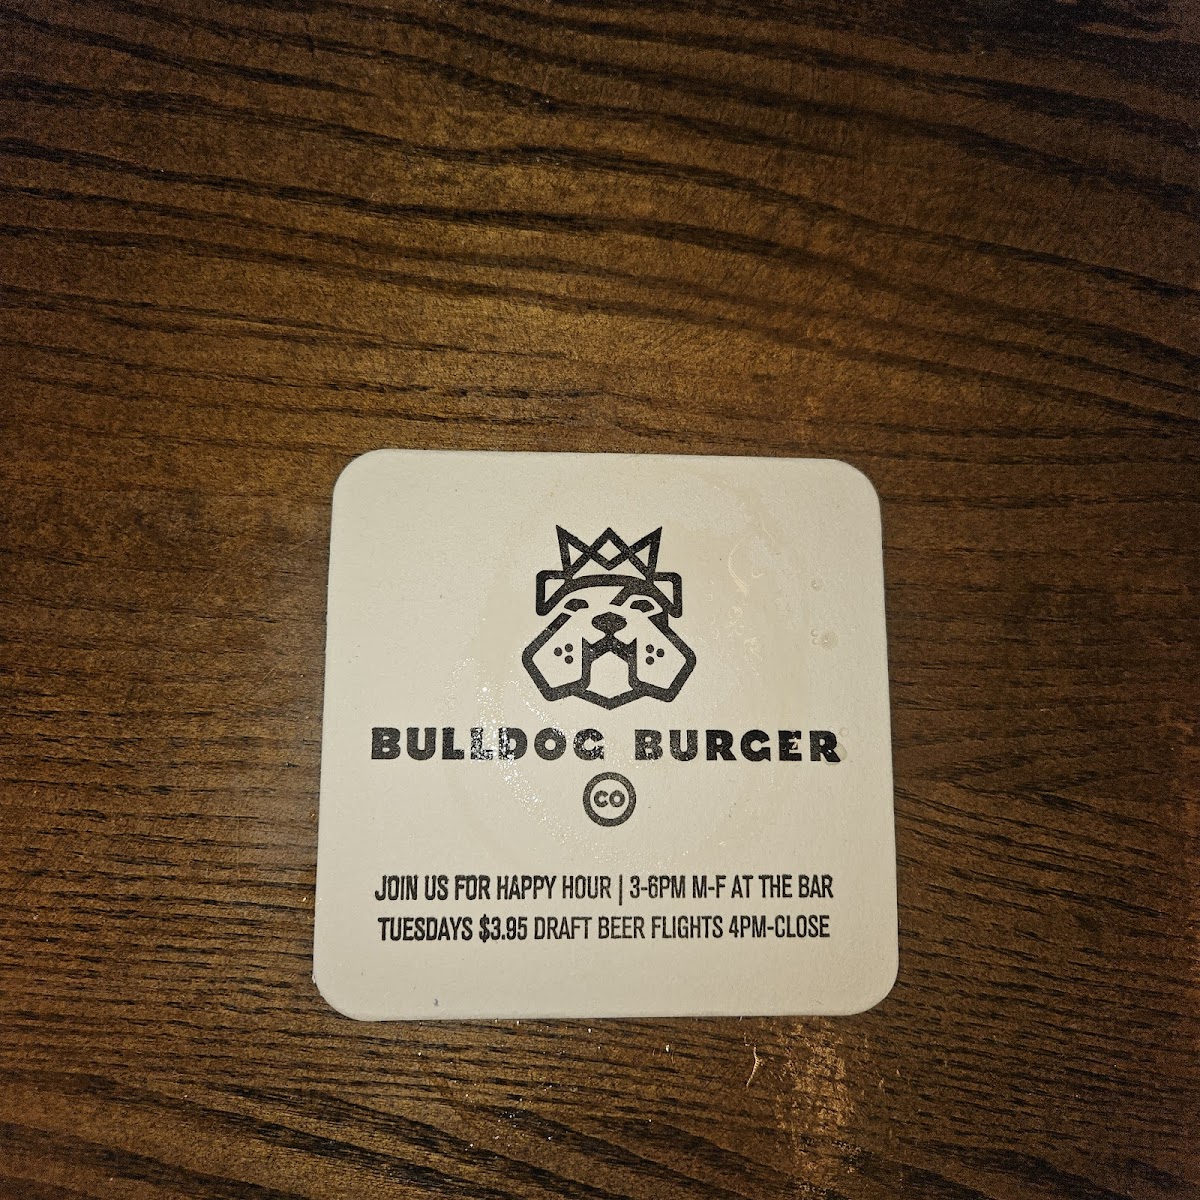 BULLDOG BURGER
CO
JOIN US FOR HAPPY HOUR | 3-6PM M-F AT THE BAR
TUESDAYS $3.95 DRAFT BEER FLIGHTS 4PM-CLOSE